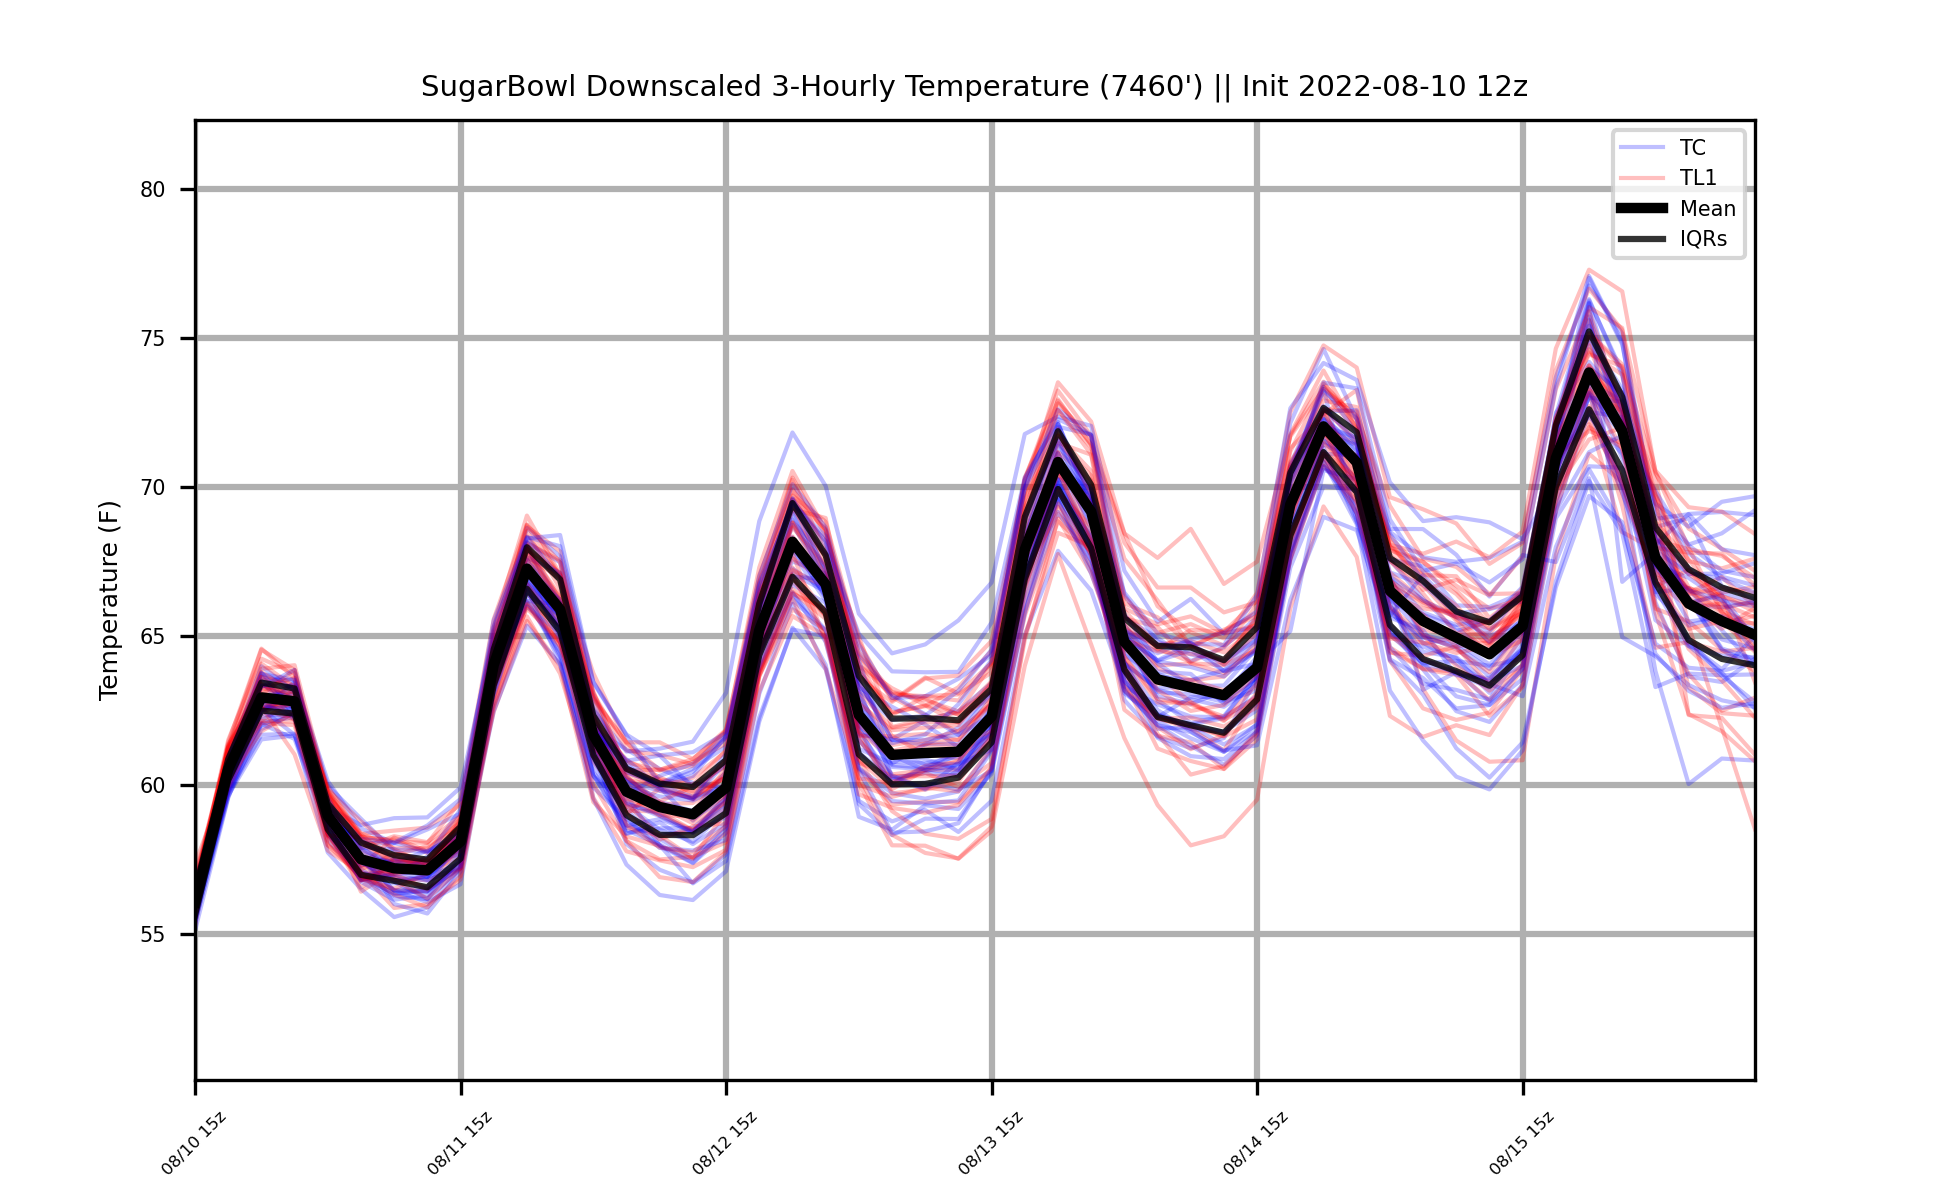 SugarBowl Downscaled 3-Hourly Temperature (7460') || Init 2022-08-10 12z
TC
TL1
Mean
IQRs
Temperature (F)
80
75
70
65
60
55
08/10 15z
08/11 15z
08/12 15z
08/13 15z
08/14 15z
08/15 15z